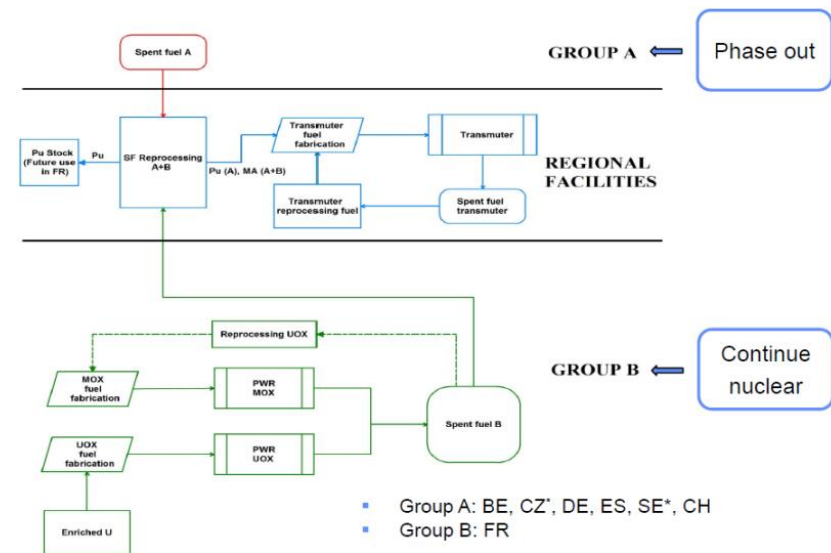 Spent fuel A
GROUP A
Phase out
Pu Stock
(Future use
in FR)
Pu
SF Reprocessing
A+B
Pu (A), MA (A+B)
Transmuter
fuel
fabrication
Transmuter
Transmuter
reprocessing fuel
Spent fuel
transmuter
REGIONAL
FACILITIES
Reprocessing UOX
MOX
fuel
fabrication
PWR
MOX
Spent fuel B
GROUP B
Continue
nuclear
UOX
fuel
fabrication
PWR
UOX
Enriched U
▪ Group A: BE, CZ*, DE, ES, SE*, CH
▪ Group B: FR